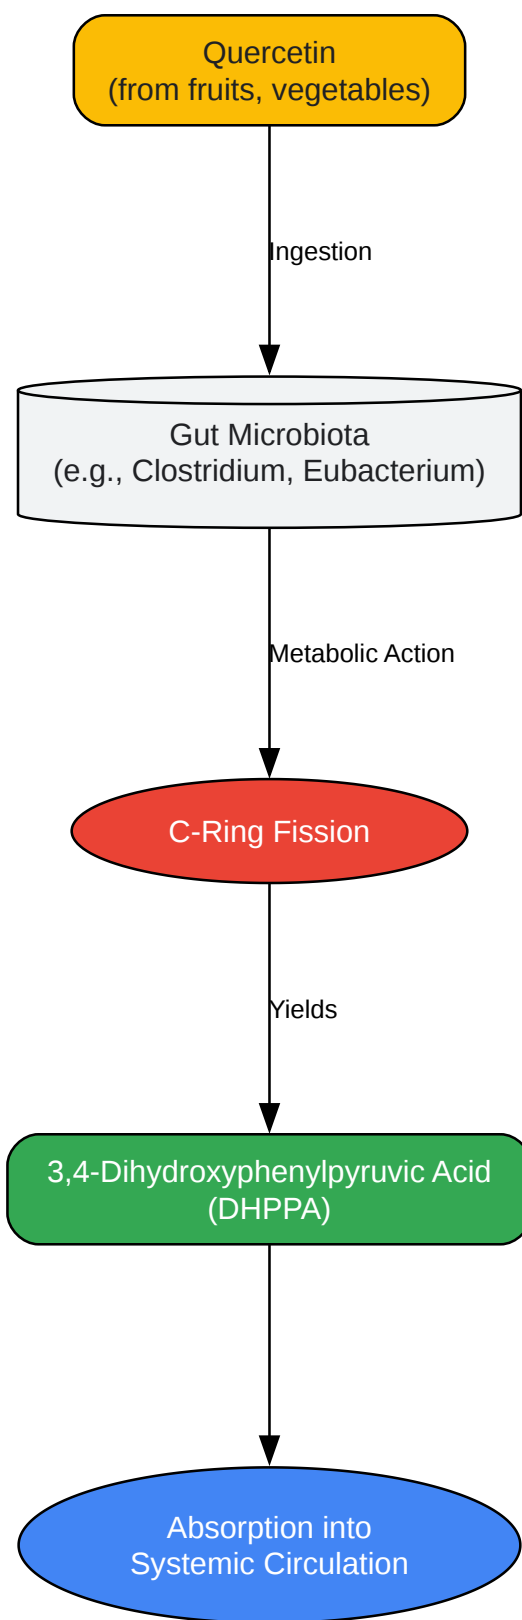 Quercetin
(from fruits, vegetables)
Ingestion
Gut Microbiota
(e.g., Clostridium, Eubacterium)
Metabolic Action
C-Ring Fission
Yields
3,4-Dihydroxyphenylpyruvic Acid
(DHPPA)
Absorption into
Systemic Circulation